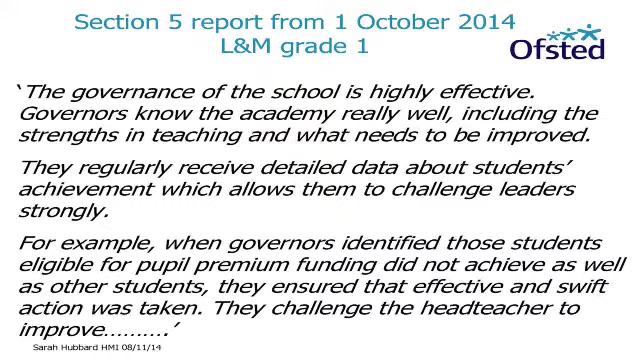 Section 5 report from 1 October 2014
L&M grade 1
Ofsted
‘The governance of the school is highly effective.
Governors know the academy really well, including the
strengths in teaching and what needs to be improved.
They regularly receive detailed data about students’
achievement which allows them to challenge leaders
strongly.
For example, when governors identified those students
eligible for pupil premium funding did not achieve as well
as other students, they ensured that effective and swift
action was taken. They challenge the headteacher to
improve……….’
Sarah Hubbard HMI 08/11/14